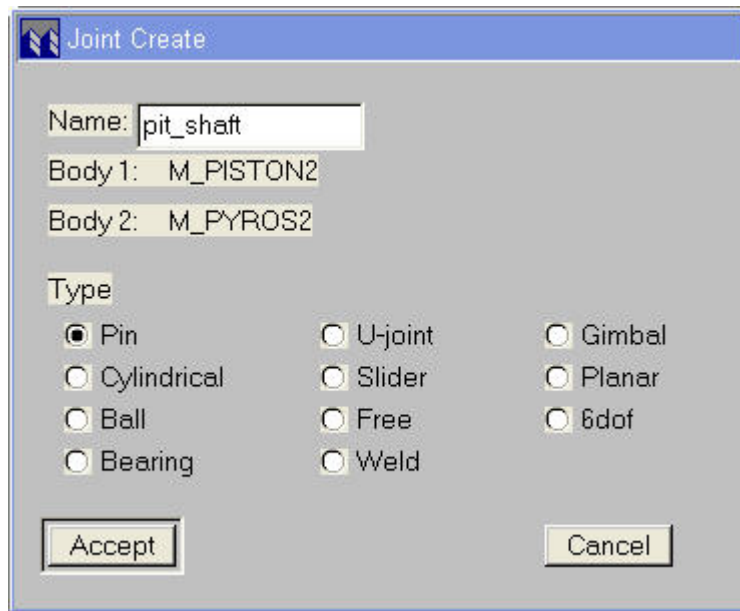 Joint Create
Name: pit_shaft
Body 1: M_PISTON2
Body 2: M_PYROS2
Type
Pin U-joint Gimbal
Cylindrical Slider Planar
Ball Free 6dof
Bearing Weld
Accept Cancel